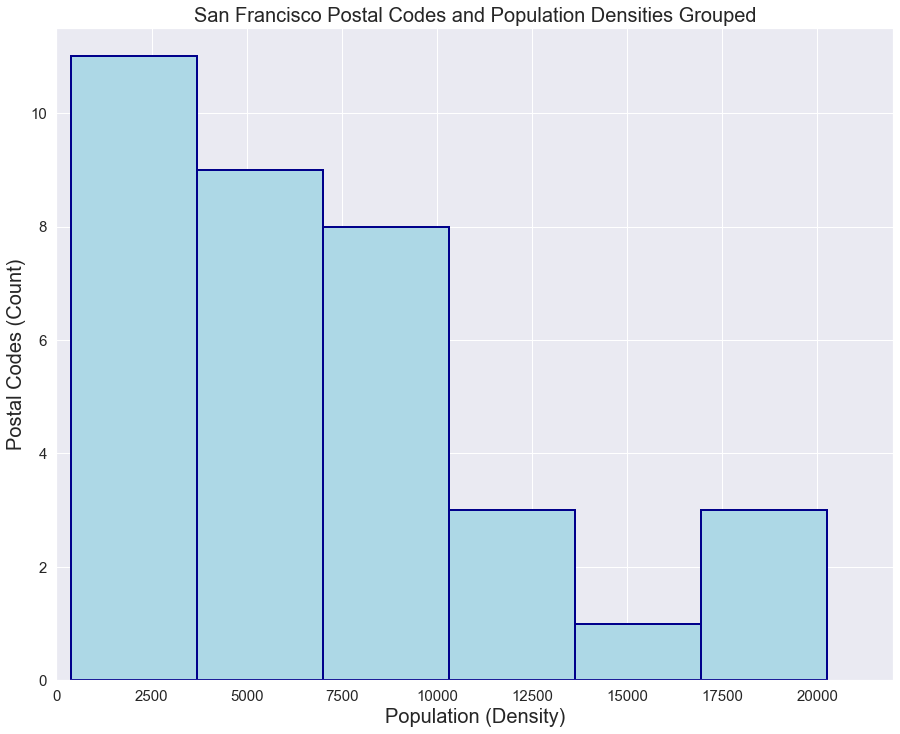 San Francisco Postal Codes and Population Densities Grouped
Postal Codes (Count)
10
8
6
4
2
0
0 2500 5000 7500 10000 12500 15000 17500 20000
Population (Density)